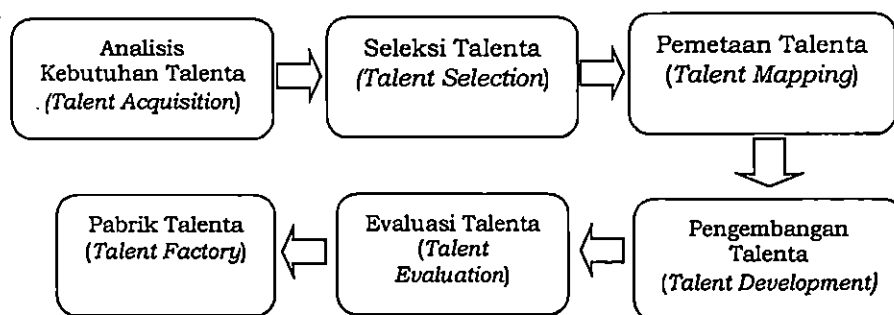 Analisis
Kebutuhan Talenta
(Talent Acquisition)
Seleksi Talenta
(Talent Selection)
Pemetaan Talenta
(Talent Mapping)
Pengembangan
Talenta
(Talent Development)
Evaluasi Talenta
(Talent
Evaluation)
Pabrik Talenta
(Talent Factory)